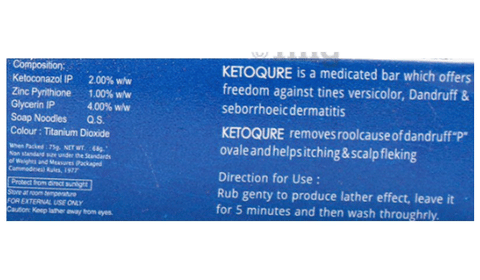 Composition:
Ketoconazol IP 2.00% w/w
Zinc Pyrithione 1.00% w/w
Glycerin IP 4.00% w/w
Soap Noodles Q.S.
Colour : Titanium Dioxide
When Packed : 75g. NET WT. : 68g.*
Non standard size under the Standards
of Weights and Measures (Packaged
Commedities) Rules, 1977"
Protect from direct sunlight
Store at room temperature
FOR EXTERNAL USE ONLY
Caution: Keep lather away from eyes.
KETOQURE is a medicated bar which offers
freedom against tines versicolor, Dandruff &
seborrhoeic dermatitis
KETOQURE removes roolcause of dandruff "P"
ovale and helps itching & scalp fleking
Direction for Use :
Rub genty to produce lather effect, leave it
for 5 minutes and then wash throughrly.